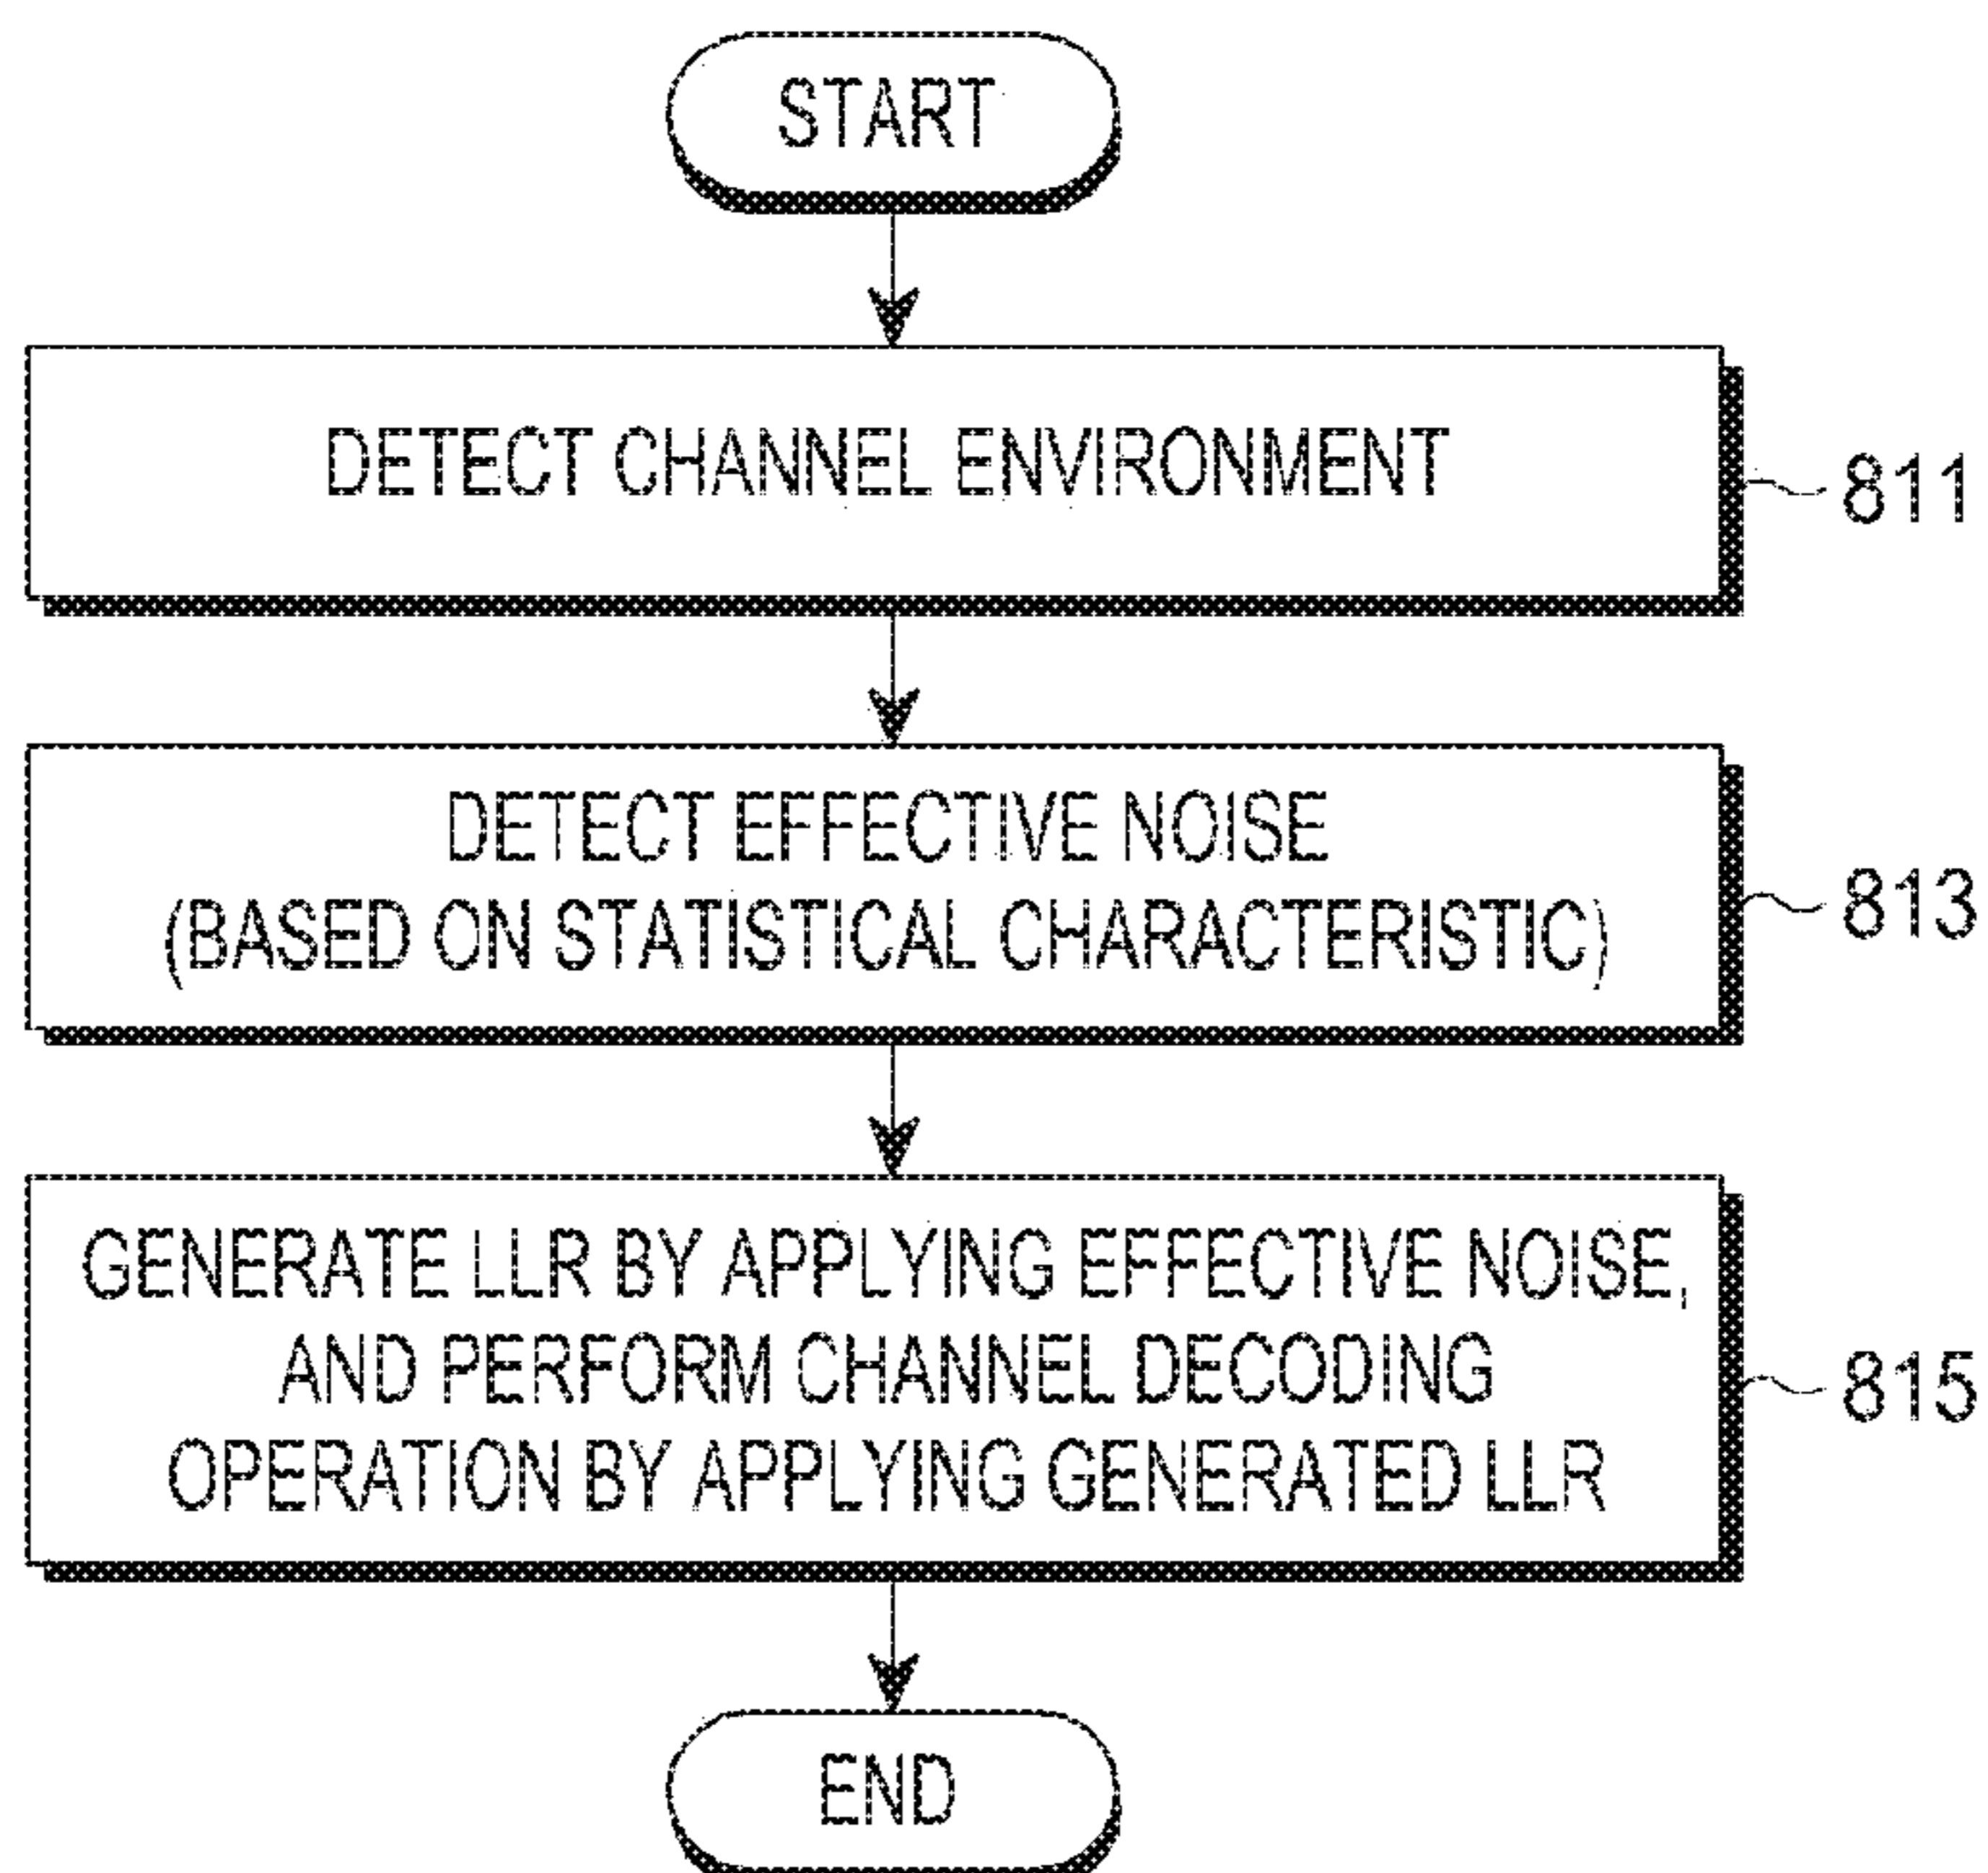 START
DETECT CHANNEL ENVIRONMENT
811
DETECT EFFECTIVE NOISE
(BASED ON STATISTICAL CHARACTERISTIC)
813
GENERATE LLR BY APPLYING EFFECTIVE NOISE,
AND PERFORM CHANNEL DECODING
OPERATION BY APPLYING GENERATED LLR
815
END